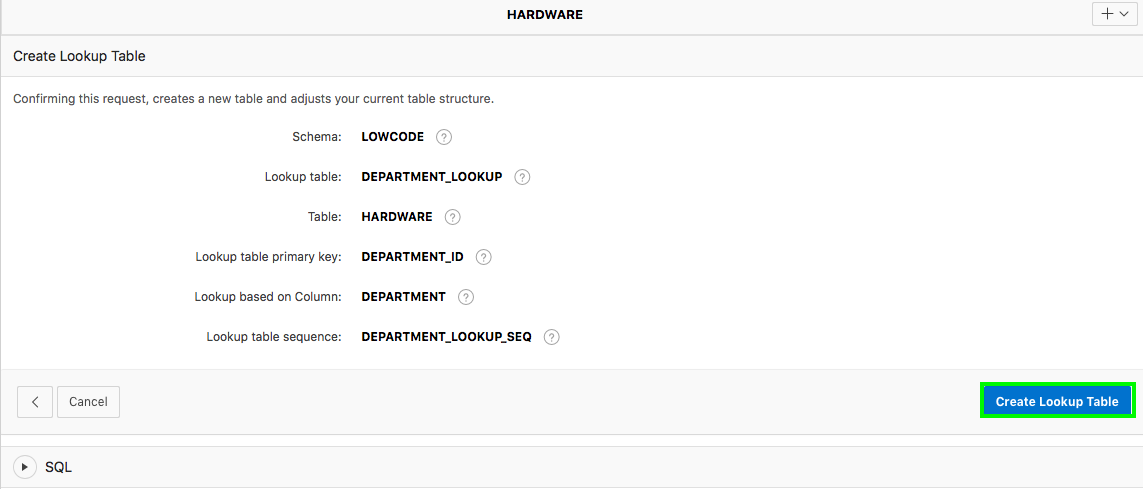 HARDWARE
Create Lookup Table
Confirming this request, creates a new table and adjusts your current table structure.
Schema: LOWCODE ?
Lookup table: DEPARTMENT_LOOKUP ?
Table: HARDWARE ?
Lookup table primary key: DEPARTMENT_ID ?
Lookup based on Column: DEPARTMENT ?
Lookup table sequence: DEPARTMENT_LOOKUP_SEQ ?
Cancel Create Lookup Table
SQL